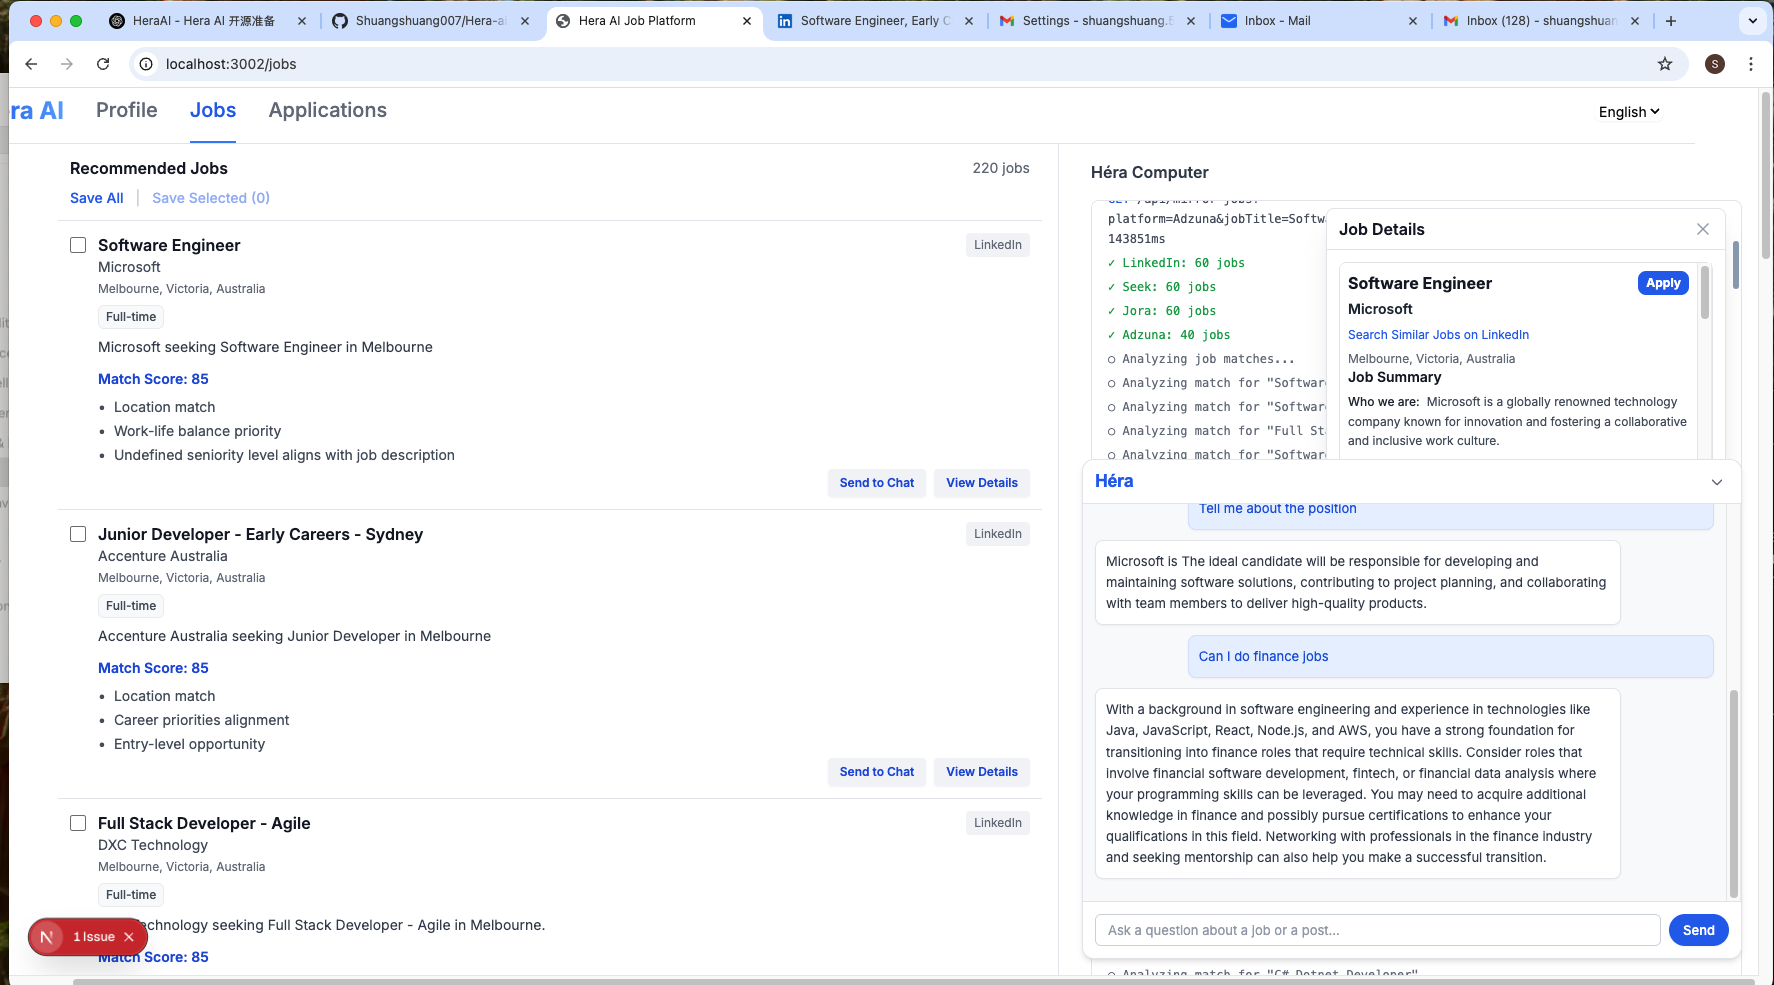 HeraAI - Hera AI 开源准备
Shuangshuang007/Hera-ai
Hera AI Job Platform
Software Engineer, Early C
Settings - shuangshuang.5
Inbox - Mail
Inbox (128) - shuangshuan
localhost:3002/jobs
S
ra AI
Profile
Jobs
Applications
English
Recommended Jobs
220 jobs
Save All
Save Selected (0)
Software Engineer
LinkedIn
Microsoft
Melbourne, Victoria, Australia
Full-time
Microsoft seeking Software Engineer in Melbourne
Match Score: 85
• Location match
• Work-life balance priority
• Undefined seniority level aligns with job description
Send to Chat
View Details
Junior Developer - Early Careers - Sydney
LinkedIn
Accenture Australia
Melbourne, Victoria, Australia
Full-time
Accenture Australia seeking Junior Developer in Melbourne
Match Score: 85
• Location match
• Career priorities alignment
• Entry-level opportunity
Send to Chat
View Details
Full Stack Developer - Agile
LinkedIn
DXC Technology
Melbourne, Victoria, Australia
Full-time
echnology seeking Full Stack Developer - Agile in Melbourne.
Match Score: 85
N 1 Issue
Héra Computer
platform=Adzuna&jobTitle=Softwa
143851ms
✓ LinkedIn: 60 jobs
✓ Seek: 60 jobs
✓ Jora: 60 jobs
✓ Adzuna: 40 jobs
○ Analyzing job matches...
○ Analyzing match for "Softwar
○ Analyzing match for "Softwar
○ Analyzing match for "Full St
○ Analyzing match for "Softwar
Job Details
Software Engineer
Apply
Microsoft
Search Similar Jobs on LinkedIn
Melbourne, Victoria, Australia
Job Summary
Who we are: Microsoft is a globally renowned technology
company known for innovation and fostering a collaborative
and inclusive work culture.
Héra
Tell me about the position
Microsoft is The ideal candidate will be responsible for developing and
maintaining software solutions, contributing to project planning, and collaborating
with team members to deliver high-quality products.
Can I do finance jobs
With a background in software engineering and experience in technologies like
Java, JavaScript, React, Node.js, and AWS, you have a strong foundation for
transitioning into finance roles that require technical skills. Consider roles that
involve financial software development, fintech, or financial data analysis where
your programming skills can be leveraged. You may need to acquire additional
knowledge in finance and possibly pursue certifications to enhance your
qualifications in this field. Networking with professionals in the finance industry
and seeking mentorship can also help you make a successful transition.
Ask a question about a job or a post...
Send
○ Analyzing match for "C# Dotnet Developer"